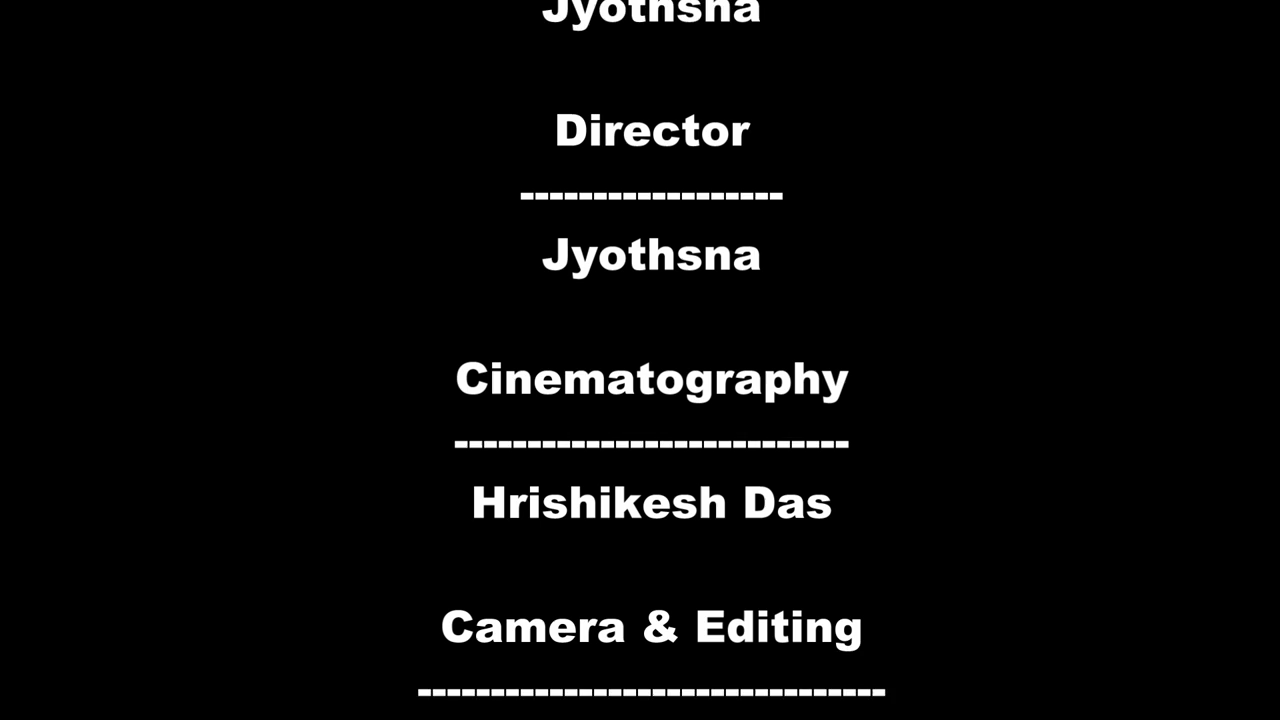 Jyothsna
Director
------------------
Jyothsna
Cinematography
---------------------------
Hrishikesh Das
Camera & Editing
--------------------------------